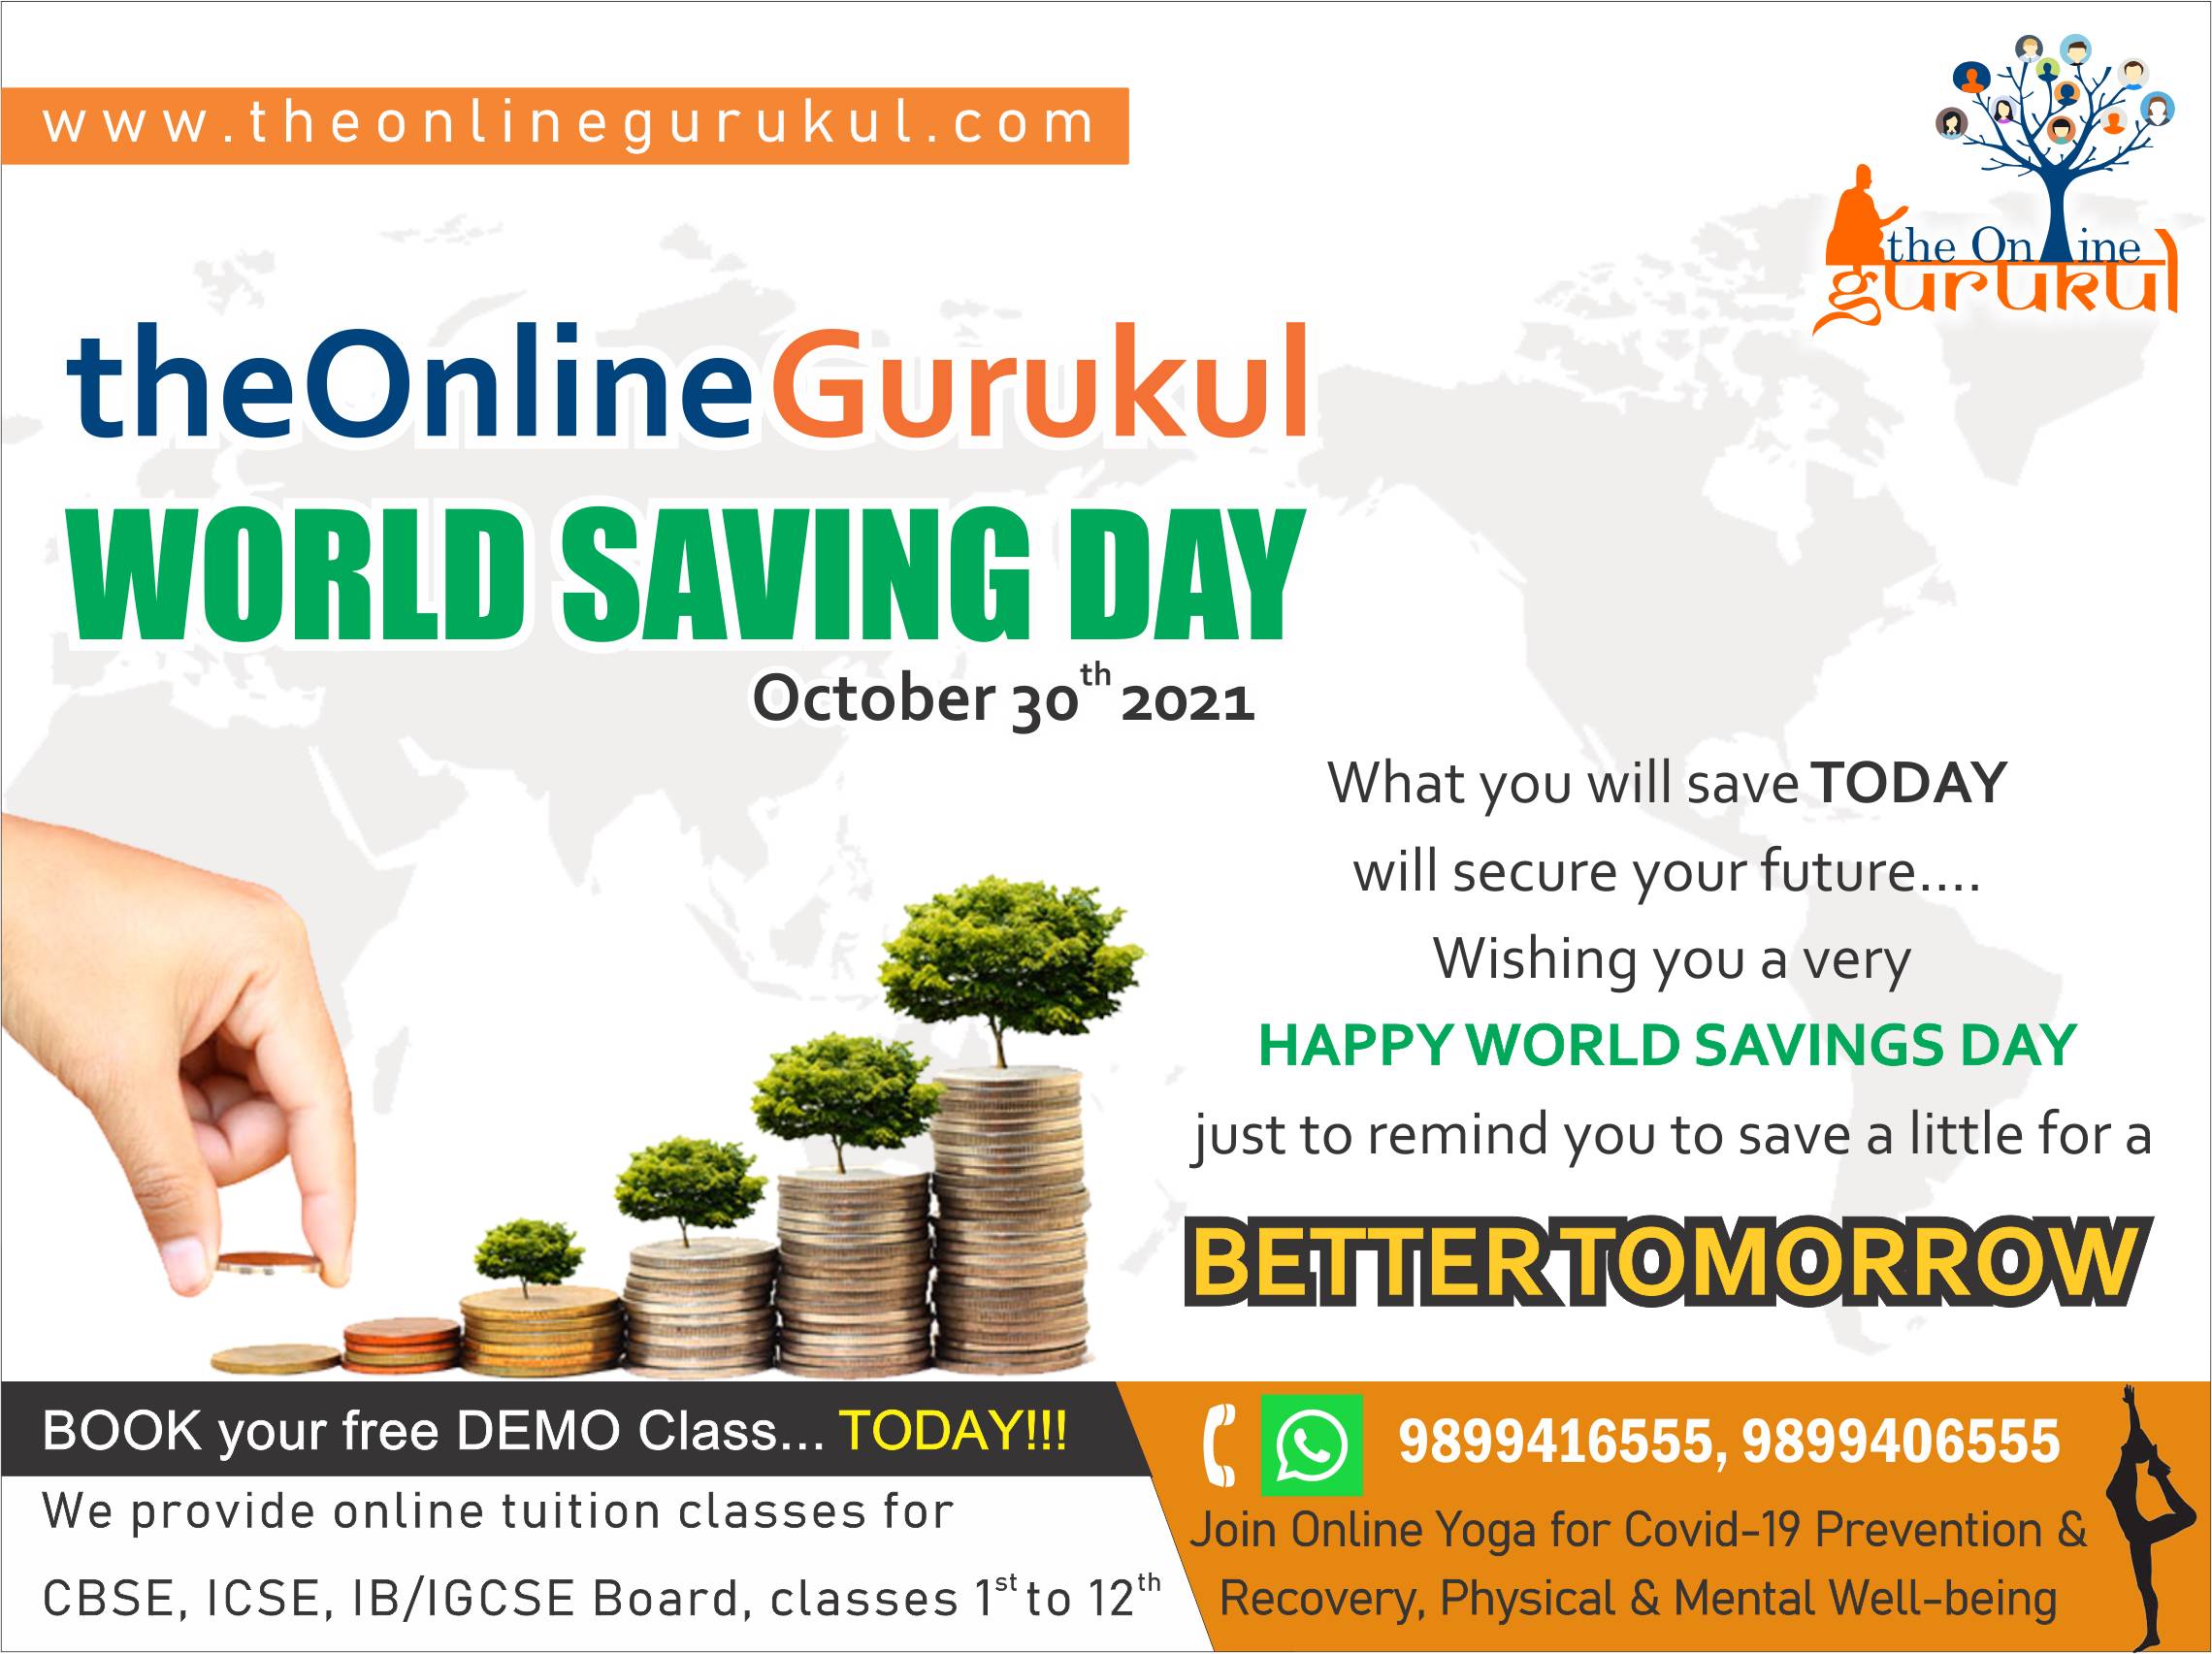 www.theonlinegurukul.com
the Online
gurukul
theOnlineGurukul
WORLD SAVING DAY
October 30th 2021
What you will save TODAY
will secure your future....
Wishing you a very
HAPPY WORLD SAVINGS DAY
just to remind you to save a little for a
BETTER TOMORROW
BOOK your free DEMO Class... TODAY!!!
We provide online tuition classes for
CBSE, ICSE, IB/IGCSE Board, classes 1st to 12th
9899416555, 9899406555
Join Online Yoga for Covid-19 Prevention &
Recovery, Physical & Mental Well-being